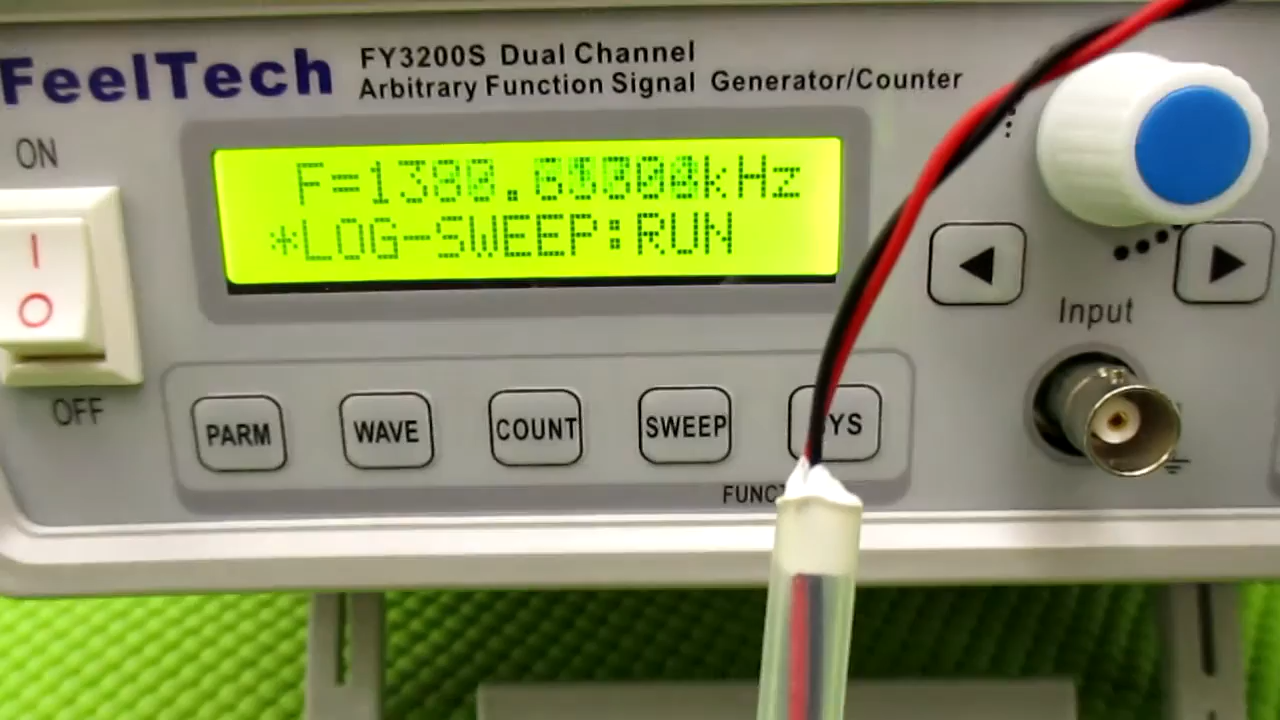 FeelTech
FY3200S Dual Channel
Arbitrary Function Signal Generator/Counter
ON
*LOG-SWEEP:RUN
OFF
PARM
WAVE
COUNT
SWEEP
Input